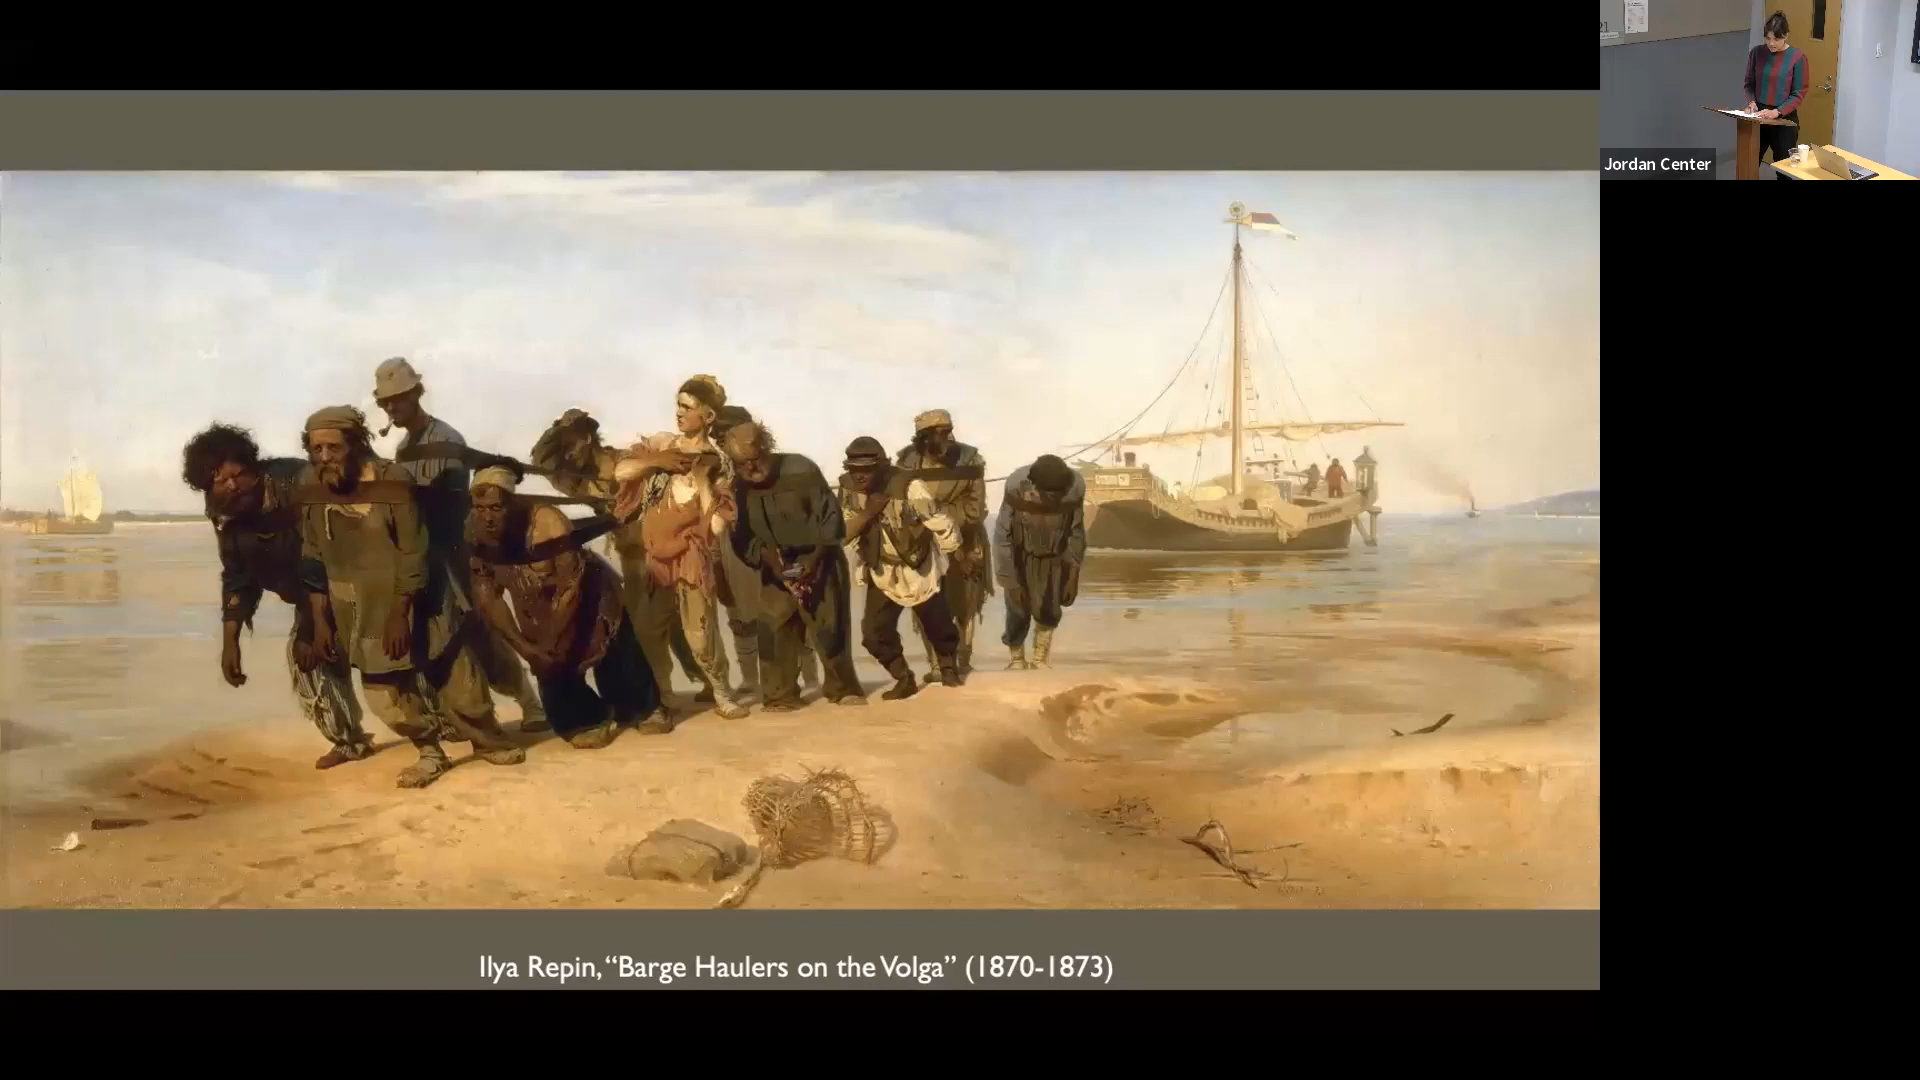 Jordan Center
Ilya Repin, “Barge Haulers on the Volga” (1870-1873)